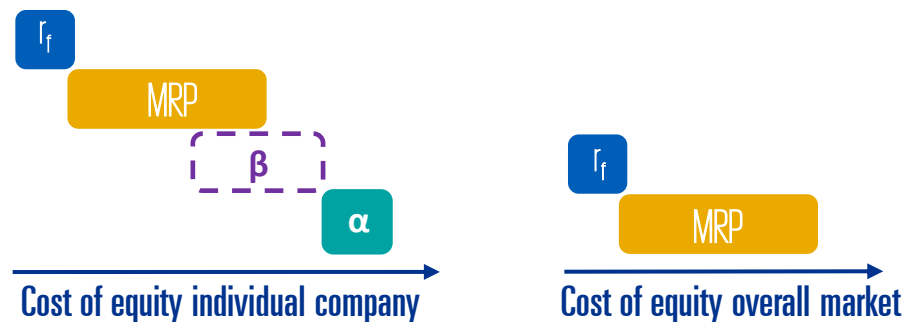 rf
MRP
β
α
Cost of equity individual company
rf
MRP
Cost of equity overall market